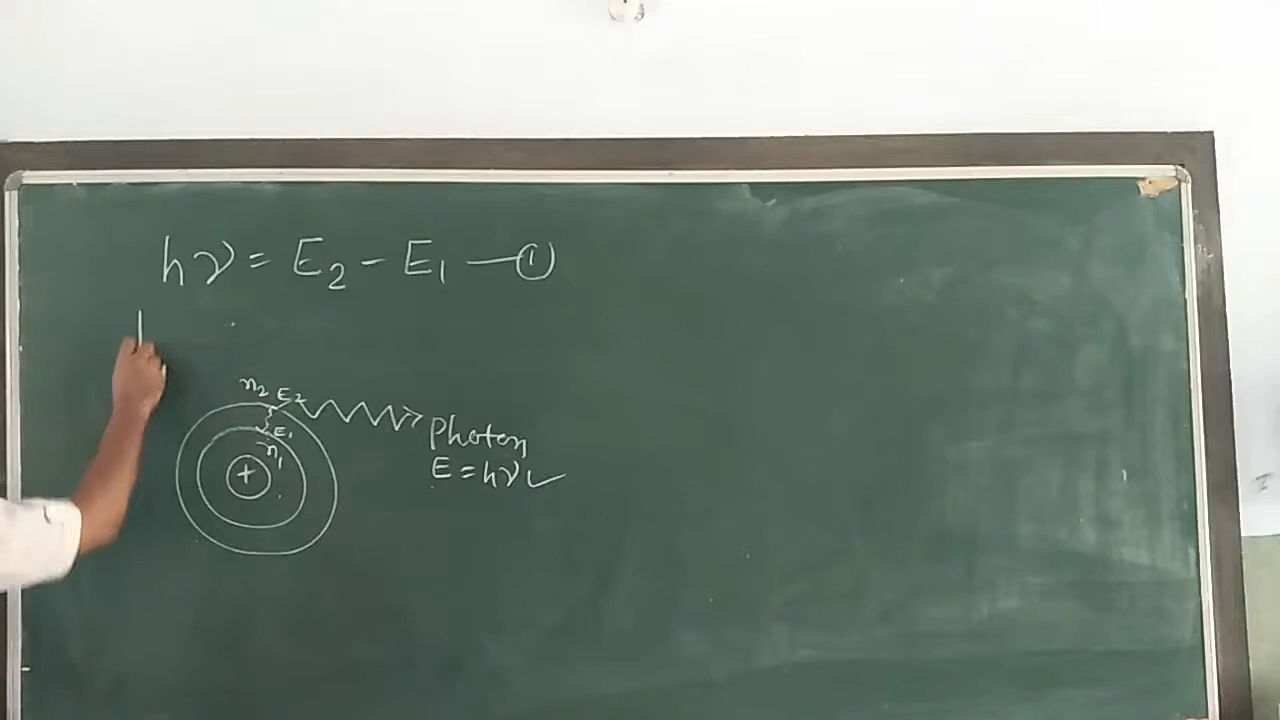 hν = E₂ - E₁ —①
n₂ E₂
E₁
n₁
+
photon
E = hν ✓